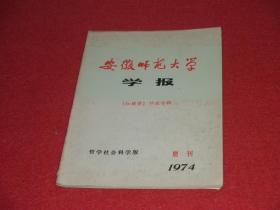 安徽师范大学
学报
《红楼梦》评论专辑
哲学社会科学版
增刊
1974